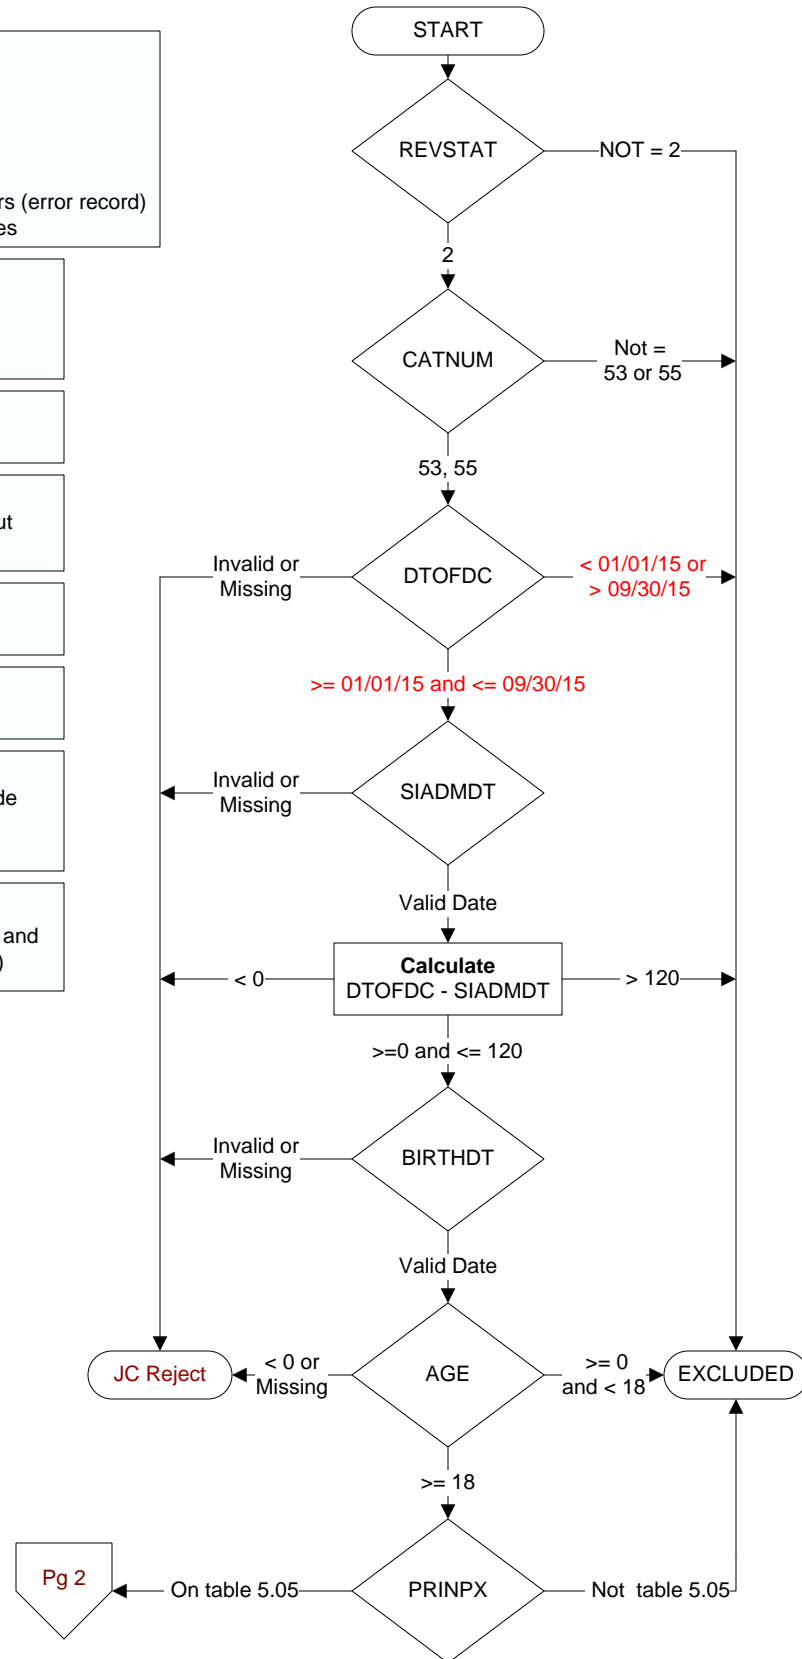 START
rs (error record)
es
REVSTAT
NOT = 2
2
CATNUM
Not =
53 or 55
53, 55
ut
Invalid or
Missing
DTOFDC
< 01/01/15 or
> 09/30/15
>= 01/01/15 and <= 09/30/15
Invalid or
Missing
SIADMDT
de
Valid Date
and
)
< 0
Calculate
DTOFDC - SIADMDT
> 120
>=0 and <= 120
Invalid or
Missing
BIRTHDT
Valid Date
JC Reject
< 0 or
Missing
AGE
>= 0
and < 18
EXCLUDED
>= 18
Pg 2
On table 5.05
PRINPX
Not  table 5.05